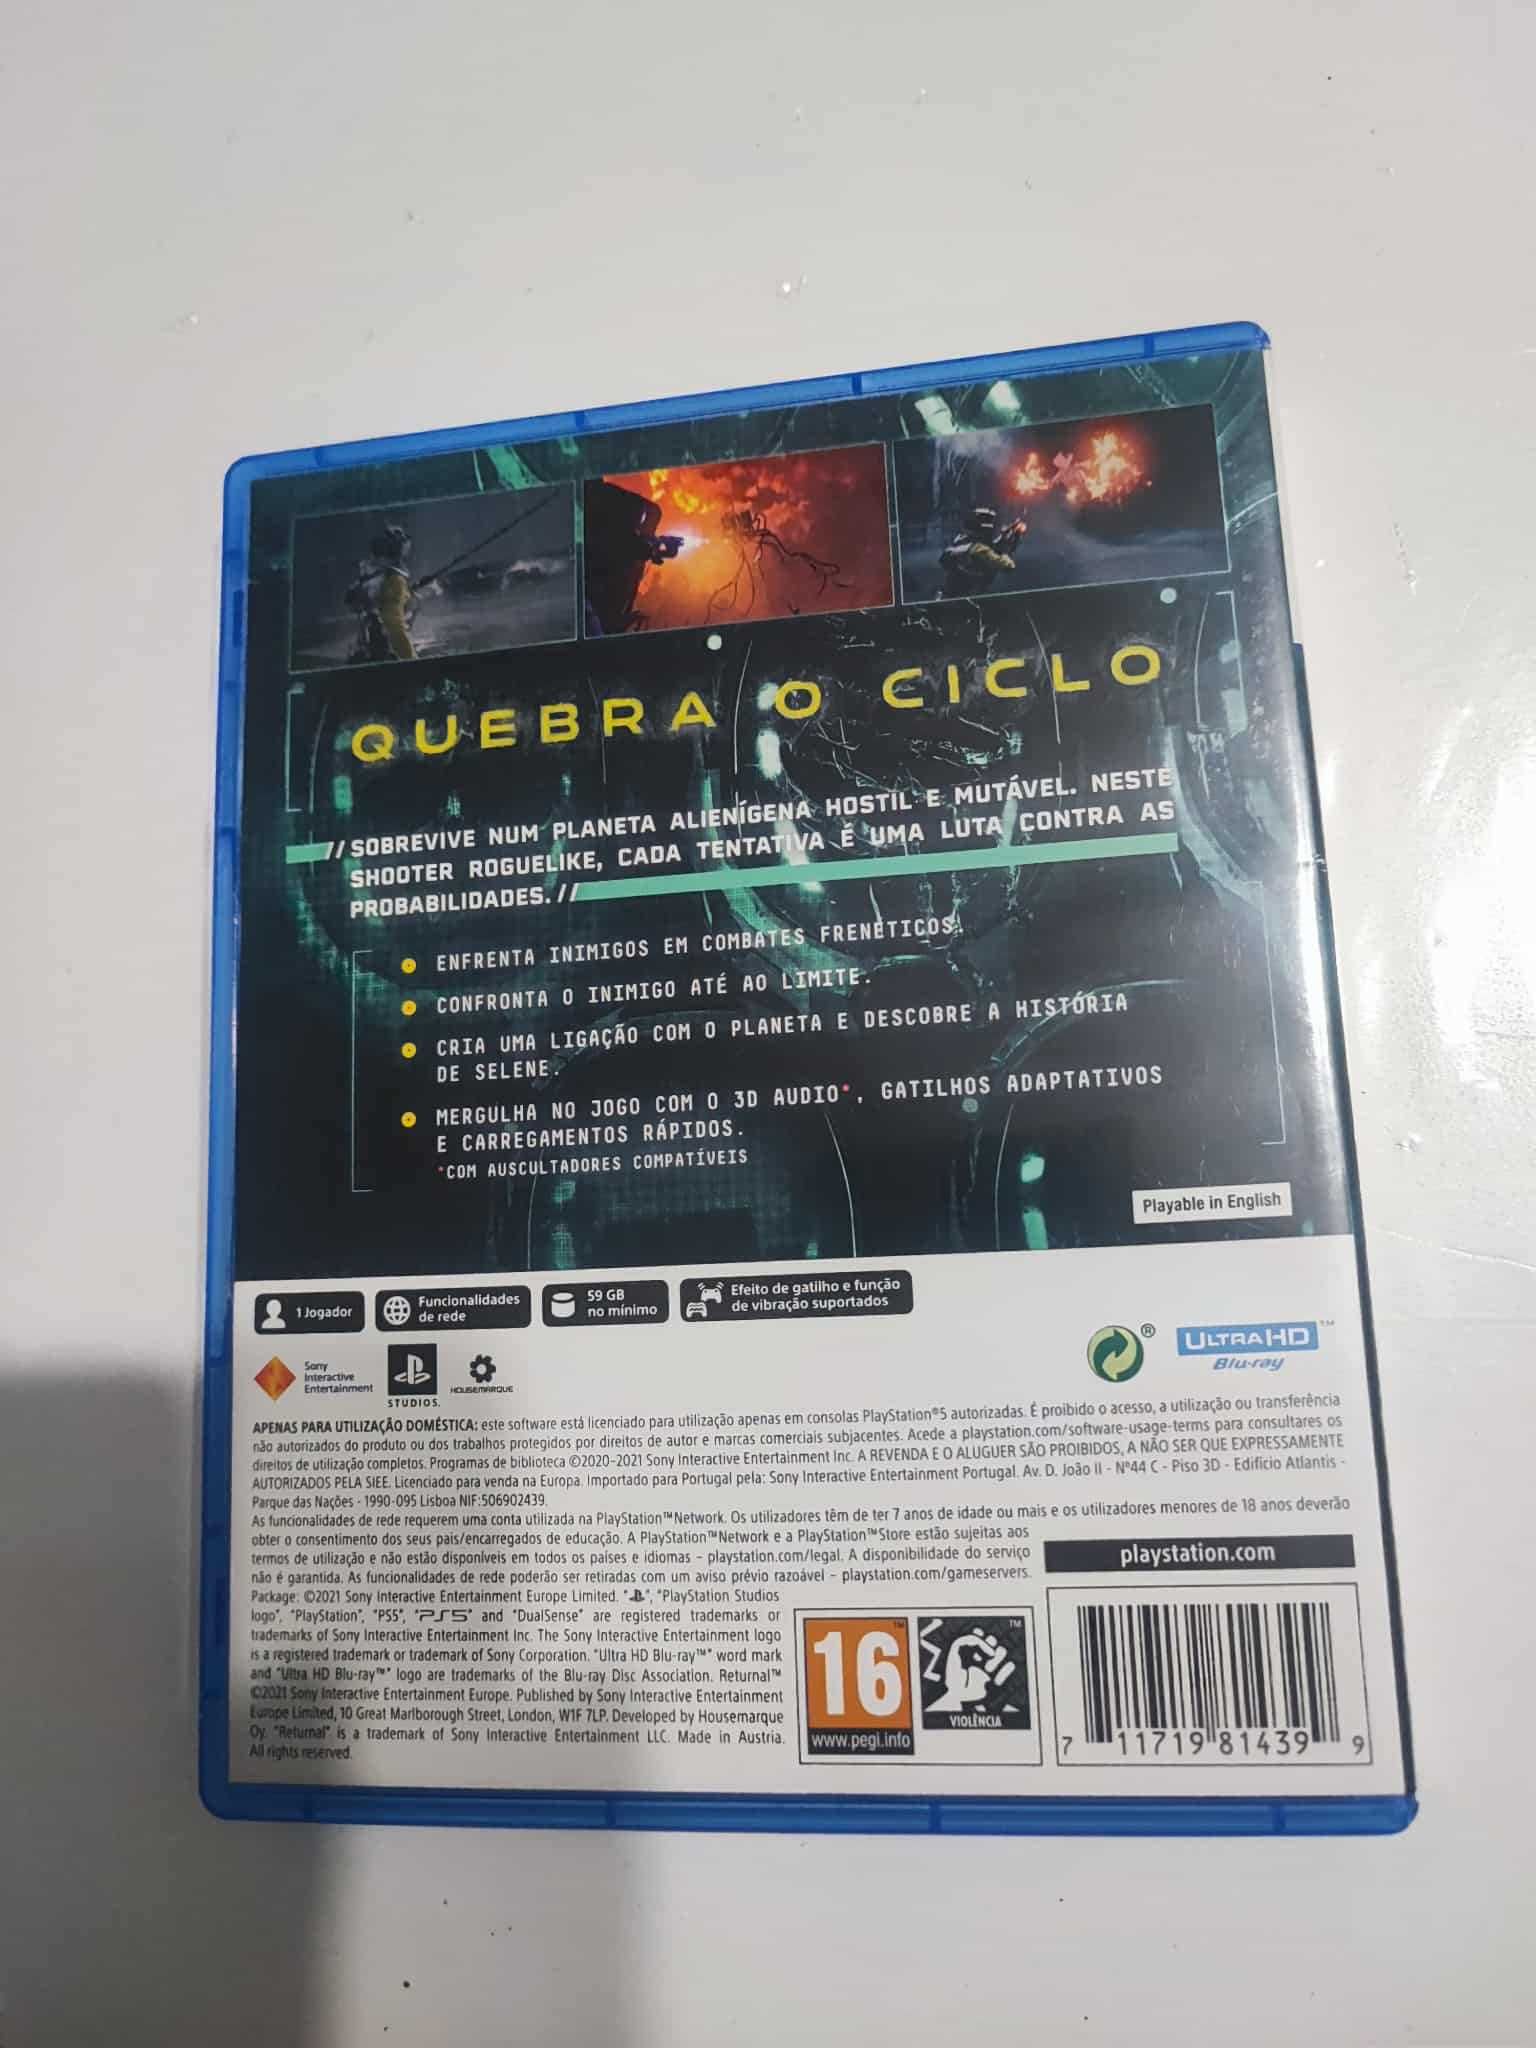 QUEBRA O CICLO
//SOBREVIVE NUM PLANETA ALIENÍGENA HOSTIL E MUTÁVEL. NESTE
SHOOTER ROGUELIKE, CADA TENTATIVA É UMA LUTA CONTRA AS
PROBABILIDADES.//
ENFRENTA INIMIGOS EM COMBATES FRENÉTICOS.
CONFRONTA O INIMIGO ATÉ AO LIMITE.
CRIA UMA LIGAÇÃO COM O PLANETA E DESCOBRE A HISTÓRIA
DE SELENE.
MERGULHA NO JOGO COM O 3D AUDIO*, GATILHOS ADAPTATIVOS
E CARREGAMENTOS RÁPIDOS.
*COM AUSCULTADORES COMPATÍVEIS
Playable in English
1 Jogador
Funcionalidades
de rede
59 GB
no mínimo
Efeito de gatilho e função
de vibração suportados
Sony
Interactive
Entertainment
STUDIOS.
HOUSEMARQUE
®
ULTRA HD™
Blu-ray
APENAS PARA UTILIZAÇÃO DOMÉSTICA: este software está licenciado para utilização apenas em consolas PlayStation®5 autorizadas. É proibido o acesso, a utilização ou transferência
não autorizados do produto ou dos trabalhos protegidos por direitos de autor e marcas comerciais subjacentes. Acede a playstation.com/software-usage-terms para consultares os
direitos de utilização completos. Programas de biblioteca ©2020-2021 Sony Interactive Entertainment Inc. A REVENDA E O ALUGUER SÃO PROIBIDOS, A NÃO SER QUE EXPRESSAMENTE
AUTORIZADOS PELA SIEE. Licenciado para venda na Europa. Importado para Portugal pela: Sony Interactive Entertainment Portugal. Av. D. João II - Nº44 C - Piso 3D - Edifício Atlantis -
Parque das Nações - 1990-095 Lisboa NIF:506902439.
As funcionalidades de rede requerem uma conta utilizada na PlayStation™Network. Os utilizadores têm de ter 7 anos de idade ou mais e os utilizadores menores de 18 anos deverão
obter o consentimento dos seus pais/encarregados de educação. A PlayStation™Network e a PlayStation™Store estão sujeitas aos
termos de utilização e não estão disponíveis em todos os países e idiomas – playstation.com/legal. A disponibilidade do serviço
não é garantida. As funcionalidades de rede poderão ser retiradas com um aviso prévio razoável – playstation.com/gameservers.
Package: ©2021 Sony Interactive Entertainment Europe Limited. "", "PlayStation Studios
logo", "PlayStation", "PS5", "PS5" and "DualSense" are registered trademarks or
trademarks of Sony Interactive Entertainment Inc. The Sony Interactive Entertainment logo
is a registered trademark or trademark of Sony Corporation. "Ultra HD Blu-ray™" word mark
and "Ultra HD Blu-ray™" logo are trademarks of the Blu-ray Disc Association. Returnal™
©2021 Sony Interactive Entertainment Europe. Published by Sony Interactive Entertainment
Europe Limited, 10 Great Marlborough Street, London, W1F 7LP. Developed by Housemarque
Oy. "Returnal" is a trademark of Sony Interactive Entertainment LLC. Made in Austria.
All rights reserved.
playstation.com
16™
www.pegi.info
™
VIOLÊNCIA
7 11719 81439 9